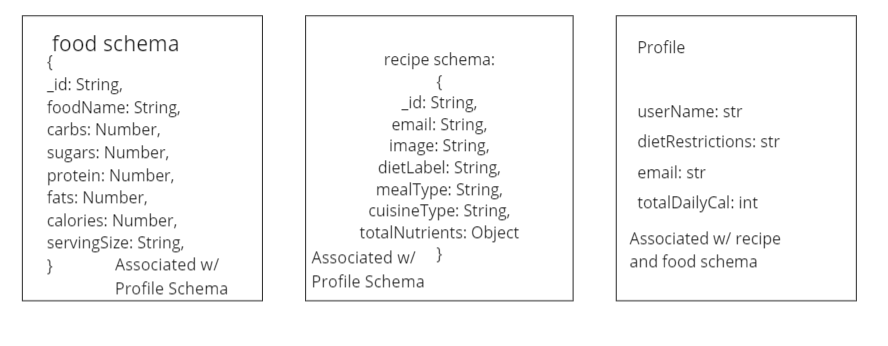 food schema
{
_id: String,
foodName: String,
carbs: Number,
sugars: Number,
protein: Number,
fats: Number,
calories: Number,
servingSize: String,
}
Associated w/
Profile Schema
recipe schema:
{
_id: String,
email: String,
image: String,
dietLabel: String,
mealType: String,
cuisineType: String,
totalNutrients: Object
}
Associated w/
Profile Schema
Profile
userName: str
dietRestrictions: str
email: str
totalDailyCal: int
Associated w/ recipe
and food schema